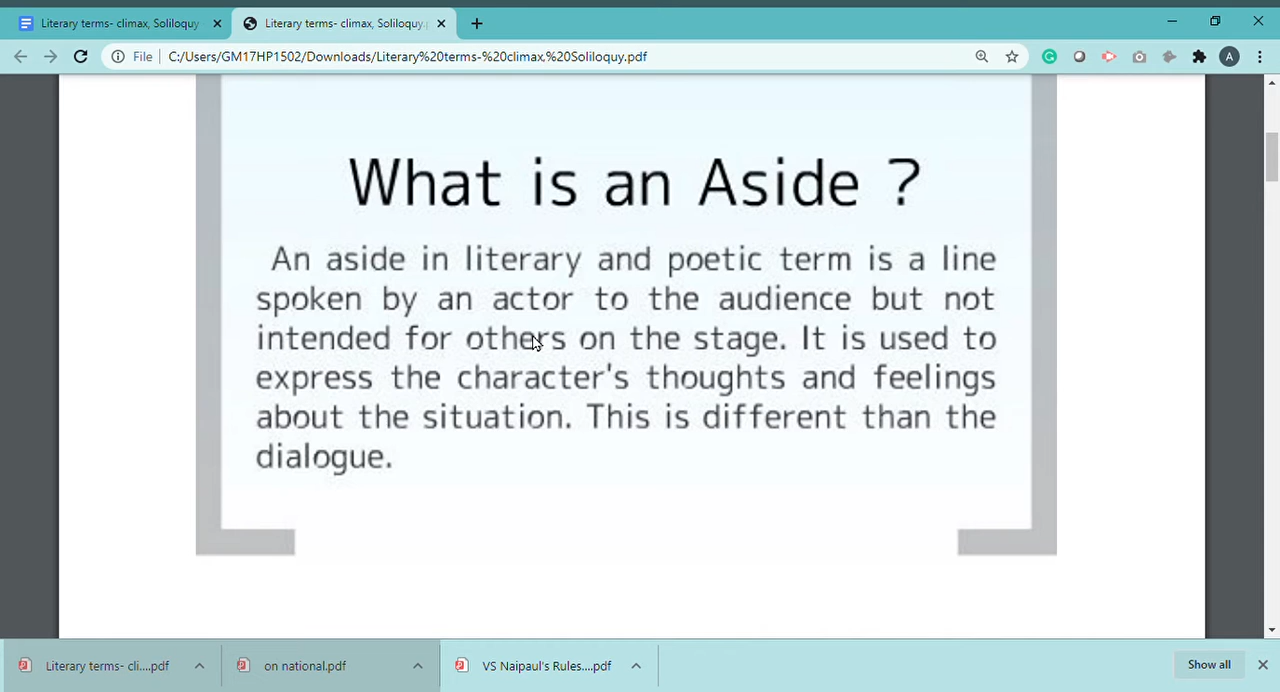 Literary terms- climax, Soliloquy
Literary terms- climax, Soliloquy.
File
C:/Users/GM17HP1502/Downloads/Literary%20terms-%20climax,%20Soliloquy.pdf
A
What is an Aside ?
An aside in literary and poetic term is a line
spoken by an actor to the audience but not
intended for others on the stage. It is used to
express the character's thoughts and feelings
about the situation. This is different than the
dialogue.
Literary terms- cli....pdf
on national.pdf
VS Naipaul's Rules....pdf
Show all